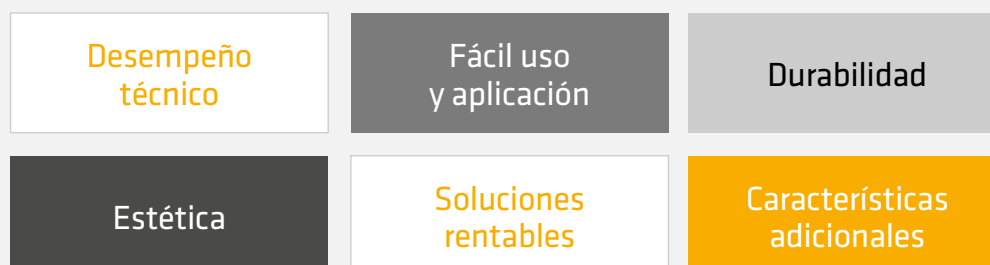 Desempeño
técnico
Fácil uso
y aplicación
Durabilidad
Estética
Soluciones
rentables
Características
adicionales